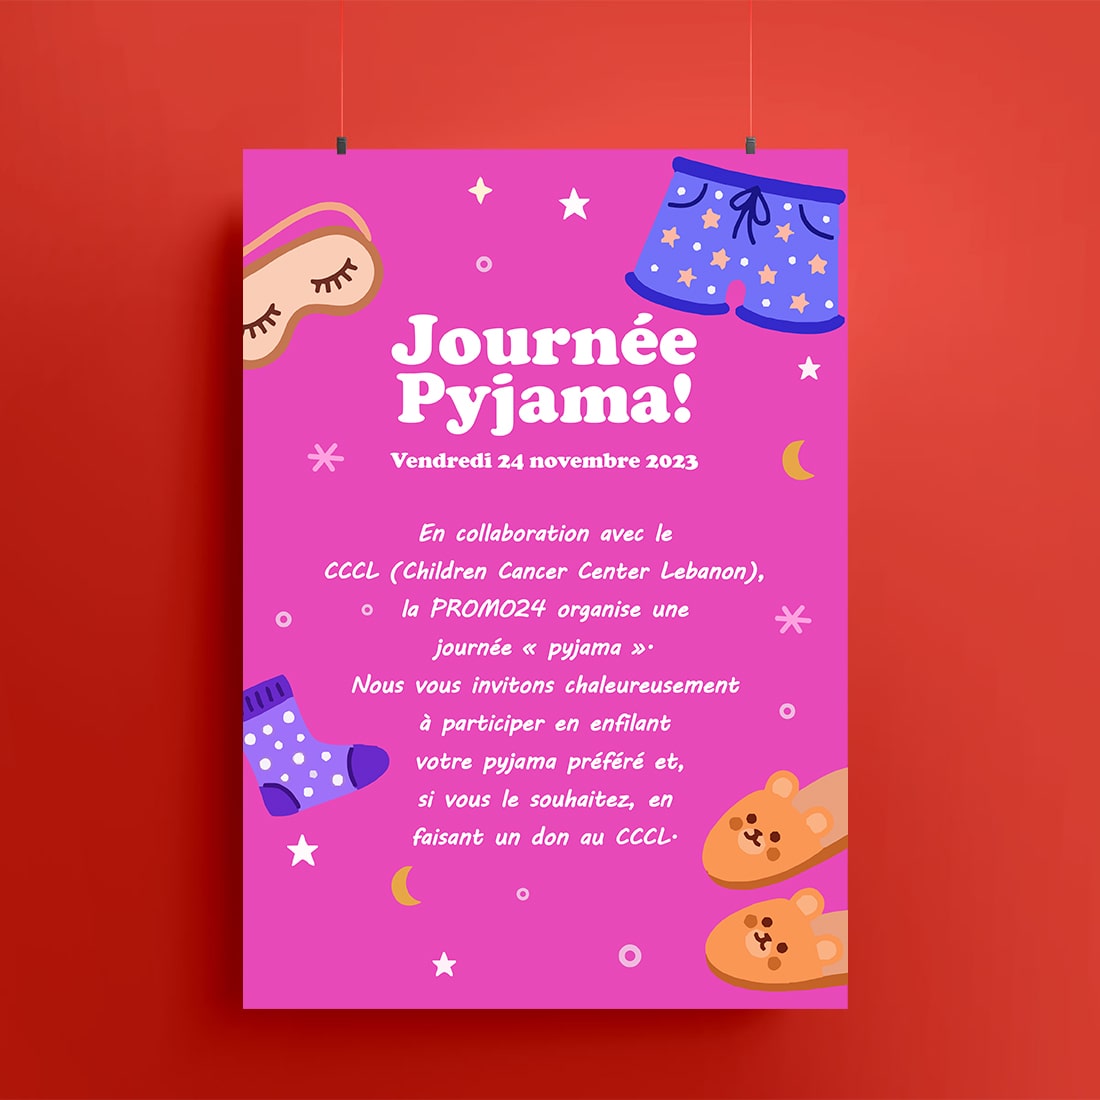 Journée
Pyjama!
Vendredi 24 novembre 2023
En collaboration avec le
CCCL (Children Cancer Center Lebanon),
la PROMO24 organise une
journée « pyjama ».
Nous vous invitons chaleureusement
à participer en enfilant
votre pyjama préféré et,
si vous le souhaitez, en
faisant un don au CCCL.